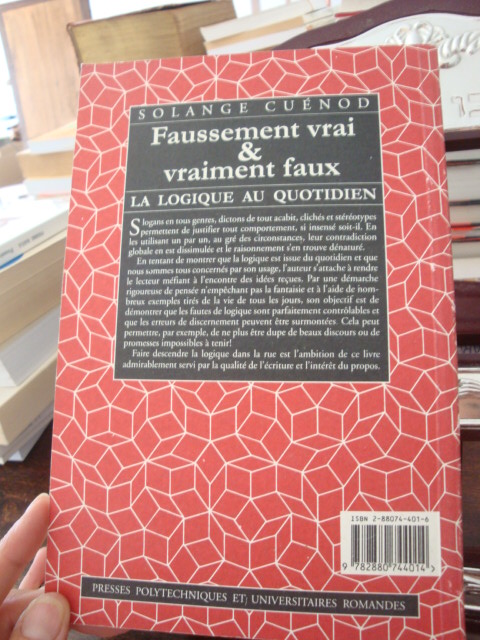 SOLANGE CUÉNOD
Faussement vrai
&
vraiment faux
LA LOGIQUE AU QUOTIDIEN
Slogans en tous genres, dictons de tout acabit, clichés et stéréotypes
permettent de justifier tout comportement, si insensé soit-il. En
les utilisant un par un, au gré des circonstances, leur contradiction
globale en est dissimulée et le raisonnement s'en trouve dénaturé.
En tentant de montrer que la logique est issue du quotidien et que
nous sommes tous concernés par son usage, l'auteur s'attache à rendre
le lecteur méfiant à l'encontre des idées reçues. Par une démarche
rigoureuse de pensée n'empêchant pas la fantaisie et à l'aide de nom-
breux exemples tirés de la vie de tous les jours, son objectif est de
démontrer que les fautes de logique sont parfaitement contrôlables et
que les erreurs de discernement peuvent être surmontées. Cela peut
permettre, par exemple, de ne plus être dupe de beaux discours ou de
promesses impossibles à tenir!
Faire descendre la logique dans la rue est l'ambition de ce livre
admirablement servi par la qualité de l'écriture et l'intérêt du propos.
ISBN 2-88074-401-6
9 782880 744014
PRESSES POLYTECHNIQUES ET UNIVERSITAIRES ROMANDES